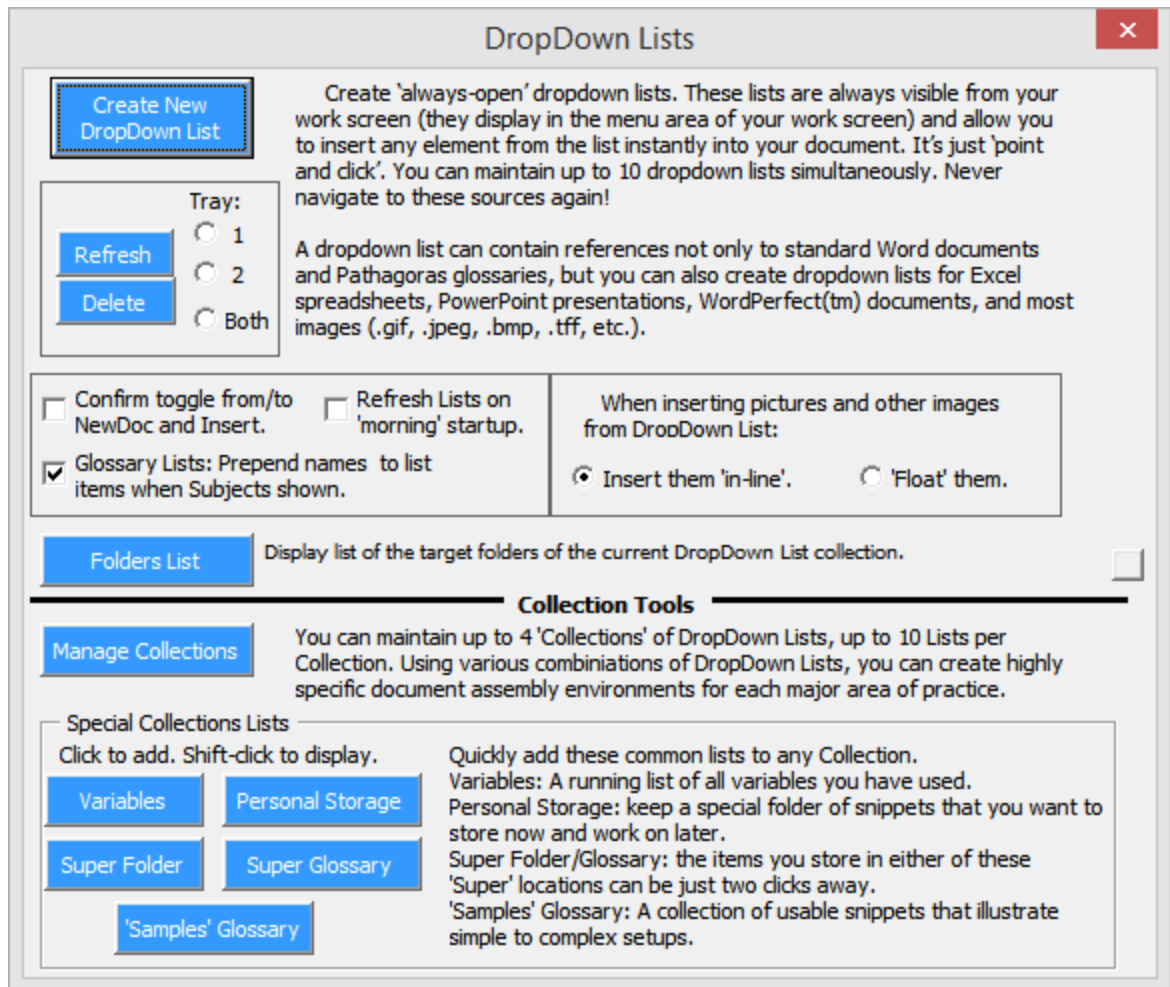 DropDown Lists
Create New
DropDown List
Create 'always-open' dropdown lists. These lists are always visible from your
work screen (they display in the menu area of your work screen) and allow you
to insert any element from the list instantly into your document. It's just 'point
and click'. You can maintain up to 10 dropdown lists simultaneously. Never
navigate to these sources again!
Tray:
1
Refresh
2
Delete
Both
A dropdown list can contain references not only to standard Word documents
and Pathagoras glossaries, but you can also create dropdown lists for Excel
spreadsheets, PowerPoint presentations, WordPerfect(tm) documents, and most
images (.gif, .jpeg, .bmp, .tff, etc.).
Confirm toggle from/to
NewDoc and Insert.
Refresh Lists on
'morning' startup.
Glossary Lists: Prepend names to list
items when Subjects shown.
When inserting pictures and other images
from DropDown List:
Insert them 'in-line'.
'Float' them.
Folders List
Display list of the target folders of the current DropDown List collection.
Collection Tools
Manage Collections
You can maintain up to 4 'Collections' of DropDown Lists, up to 10 Lists per
Collection. Using various combiniations of DropDown Lists, you can create highly
specific document assembly environments for each major area of practice.
Special Collections Lists
Click to add. Shift-click to display.
Variables
Personal Storage
Super Folder
Super Glossary
'Samples' Glossary
Quickly add these common lists to any Collection.
Variables: A running list of all variables you have used.
Personal Storage: keep a special folder of snippets that you want to
store now and work on later.
Super Folder/Glossary: the items you store in either of these
'Super' locations can be just two clicks away.
'Samples' Glossary: A collection of usable snippets that illustrate
simple to complex setups.